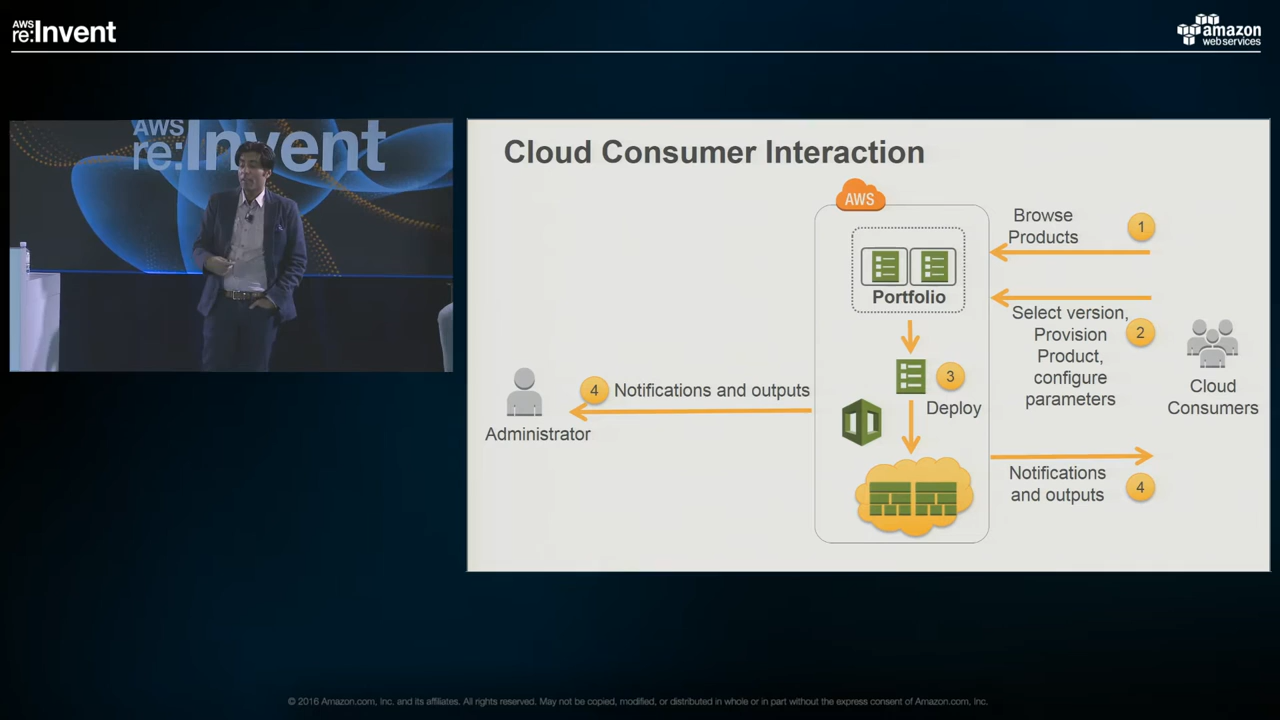 AWS
re:Invent
amazon
webservices
AWS
re:Invent
Cloud Consumer Interaction
AWS
Browse
Products
1
Portfolio
Select version,
Provision
Product,
configure
parameters
2
Cloud
Consumers
3
Deploy
4
Notifications and outputs
Administrator
Notifications
and outputs
4
© 2016 Amazon.com, Inc. and its affiliates. All rights reserved. May not be copied, modified, or distributed in whole or in part without the express consent of Amazon.com, Inc.